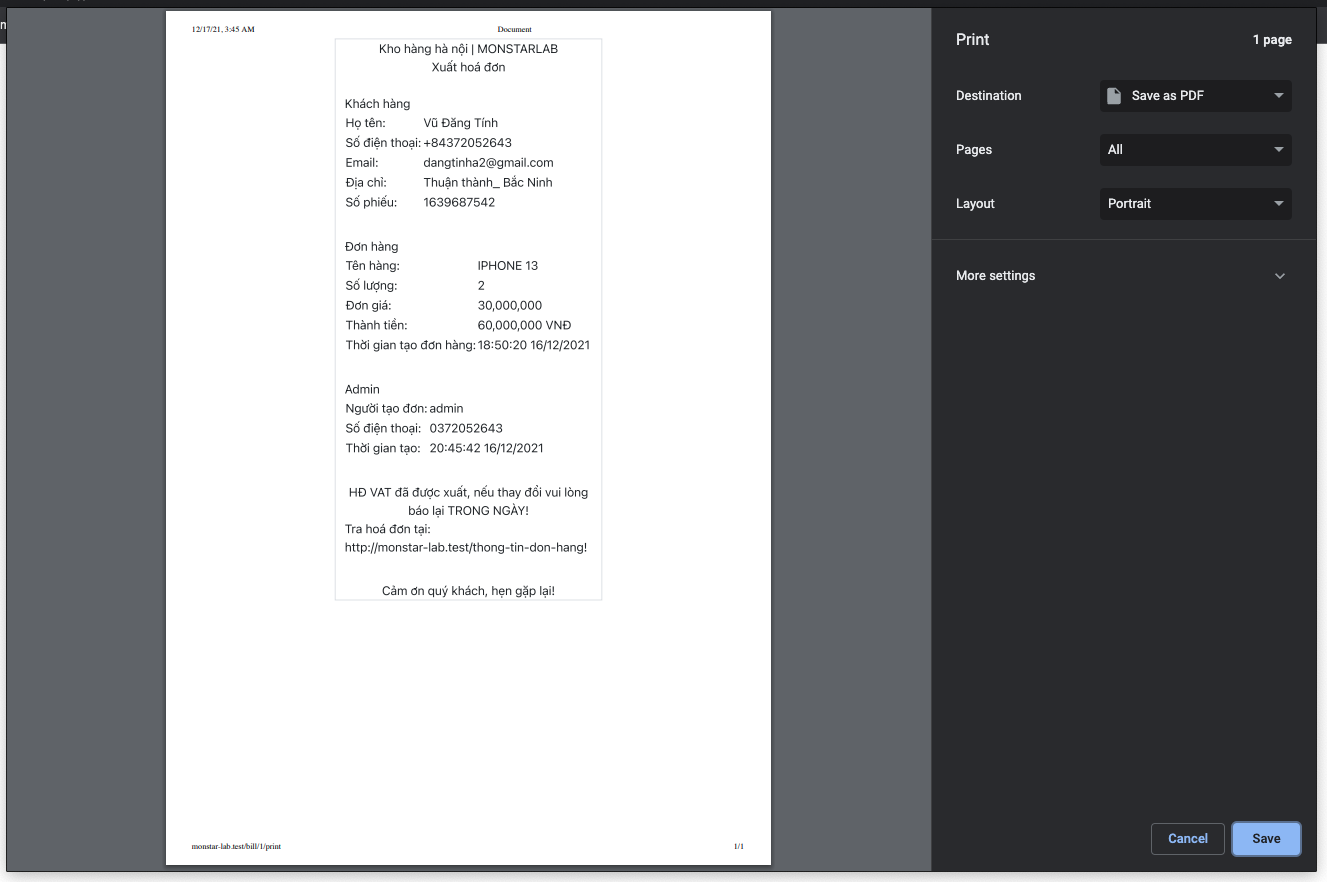 12/17/21, 3:45 AM Document
Kho hàng hà nội | MONSTARLAB
Xuất hoá đơn
Khách hàng
Họ tên: Vũ Đăng Tính
Số điện thoại: +84372052643
Email: dangtinha2@gmail.com
Địa chỉ: Thuận thành_ Bắc Ninh
Số phiếu: 1639687542
Đơn hàng
Tên hàng: IPHONE 13
Số lượng: 2
Đơn giá: 30,000,000
Thành tiền: 60,000,000 VNĐ
Thời gian tạo đơn hàng: 18:50:20 16/12/2021
Admin
Người tạo đơn: admin
Số điện thoại: 0372052643
Thời gian tạo: 20:45:42 16/12/2021
HĐ VAT đã được xuất, nếu thay đổi vui lòng
báo lại TRONG NGÀY!
Tra hoá đơn tại:
http://monstar-lab.test/thong-tin-don-hang!
Cảm ơn quý khách, hẹn gặp lại!
monstar-lab.test/bill/1/print 1/1
Print 1 page
Destination Save as PDF
Pages All
Layout Portrait
More settings
Cancel Save